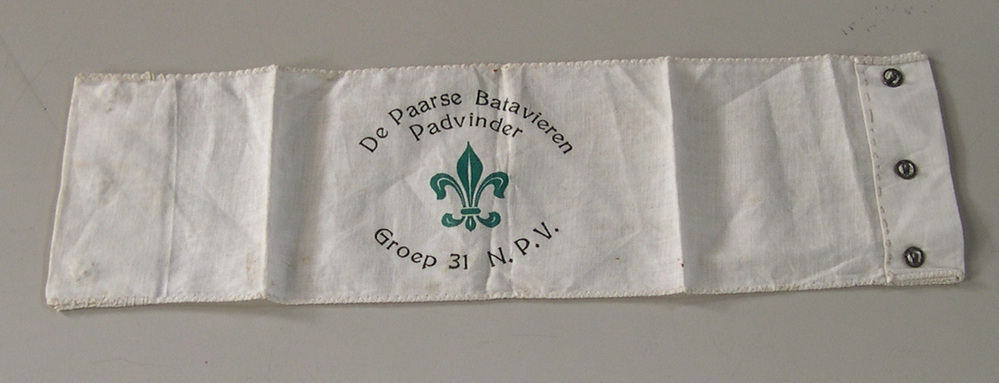 De Paarse Batavieren
Padvinder
Groep 31 N.P.V.